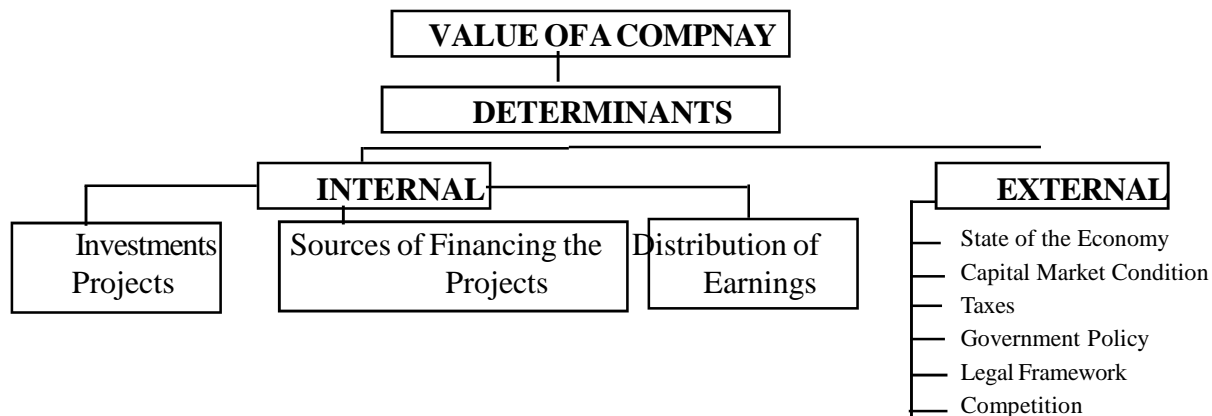 VALUE OF A COMPNAY
DETERMINANTS
INTERNAL
EXTERNAL
Investments
Projects
Sources of Financing the
Projects
Distribution of
Earnings
State of the Economy
Capital Market Condition
Taxes
Government Policy
Legal Framework
Competition